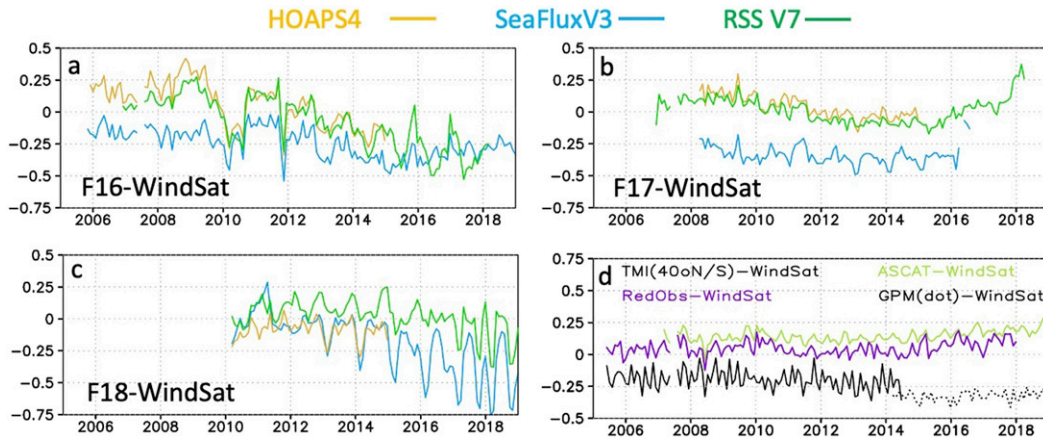 HOAPS4 SeaFluxV3 RSS V7
a
0.5
0.25
0
−0.25
−0.5
−0.75
F16-WindSat
2006 2008 2010 2012 2014 2016 2018
b
0.5
0.25
0
−0.25
−0.5
−0.75
F17-WindSat
2006 2008 2010 2012 2014 2016 2018
c
0.5
0.25
0
−0.25
−0.5
−0.75
F18-WindSat
2006 2008 2010 2012 2014 2016 2018
d
0.75
0.5
0.25
0
−0.25
−0.5
TMI(40oN/S)−WindSat ASCAT−WindSat
RedObs−WindSat GPM(dot)−WindSat
2006 2008 2010 2012 2014 2016 2018